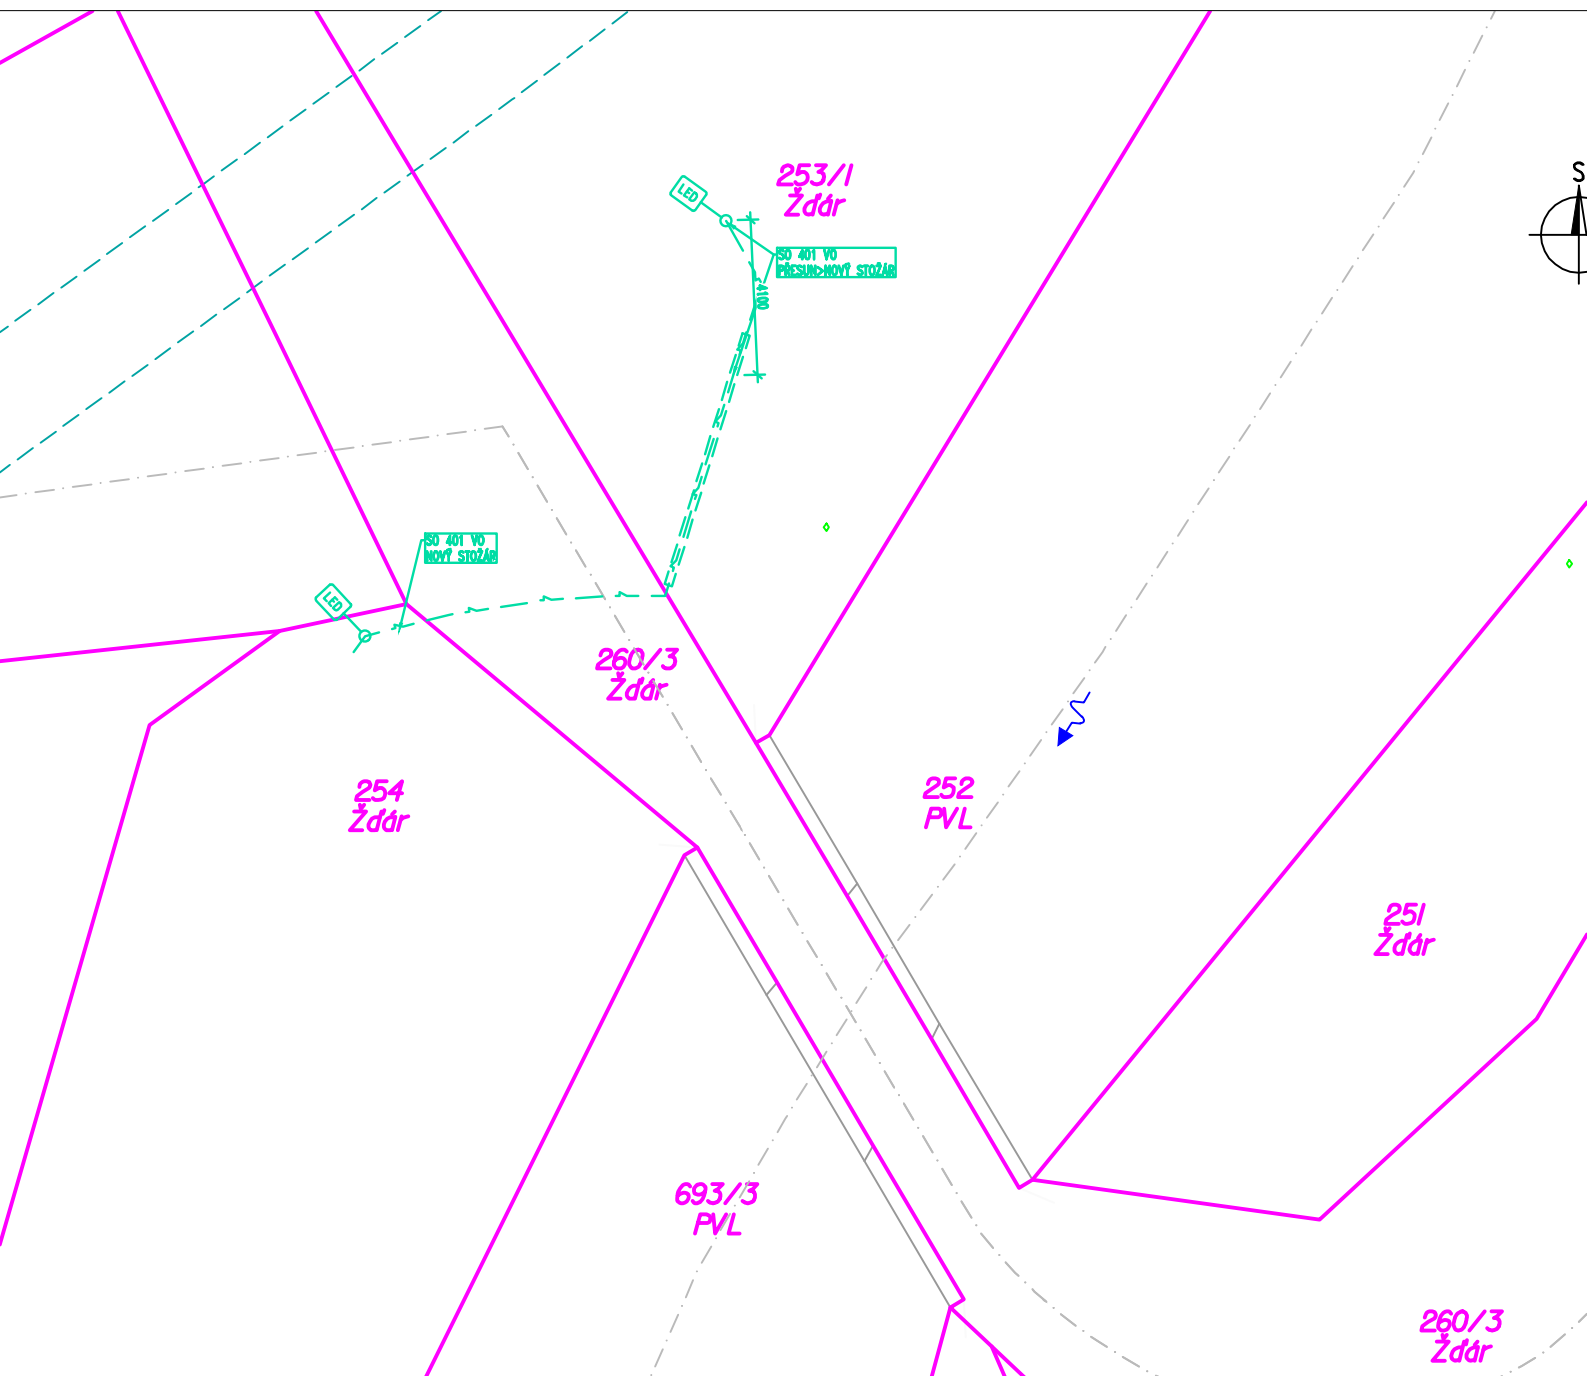 253/1
Žďár
S
LED
SO 401 VO
PŘESUN>NOVÝ STOŽÁR
4100
SO 401 VO
NOVÝ STOŽÁR
LED
260/3
Žďár
254
Žďár
252
PVL
251
Žďár
693/3
PVL
260/3
Žďár